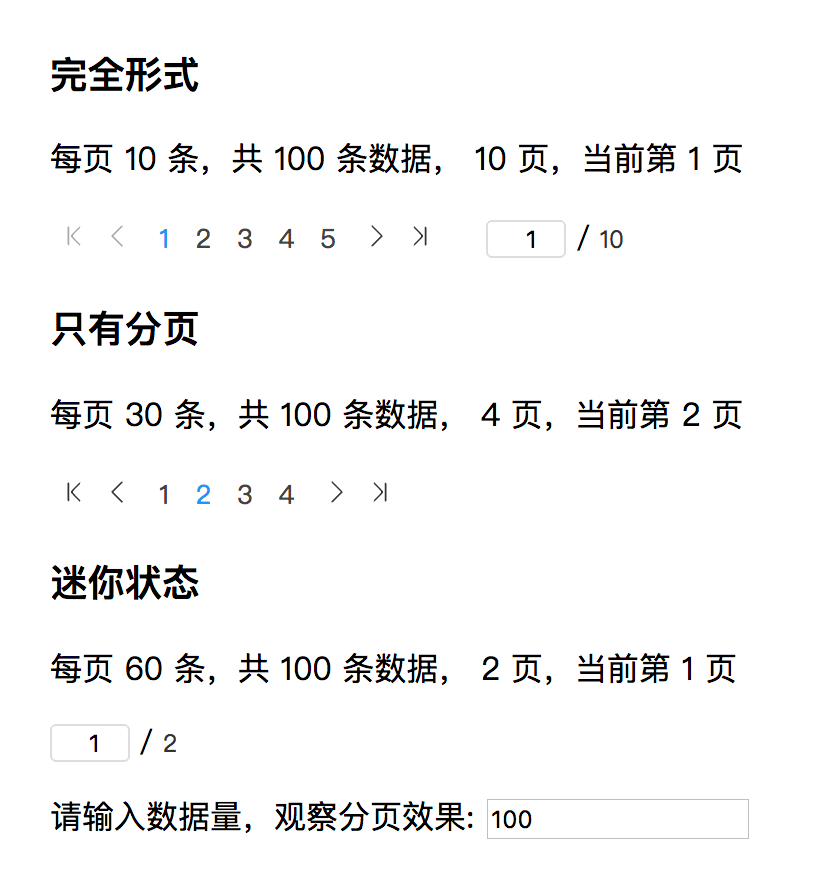 完全形式
每页 10 条，共 100 条数据， 10 页，当前第 1 页
1 2 3 4 5 1 / 10
只有分页
每页 30 条，共 100 条数据， 4 页，当前第 2 页
1 2 3 4
迷你状态
每页 60 条，共 100 条数据， 2 页，当前第 1 页
1 / 2
请输入数据量，观察分页效果: 100